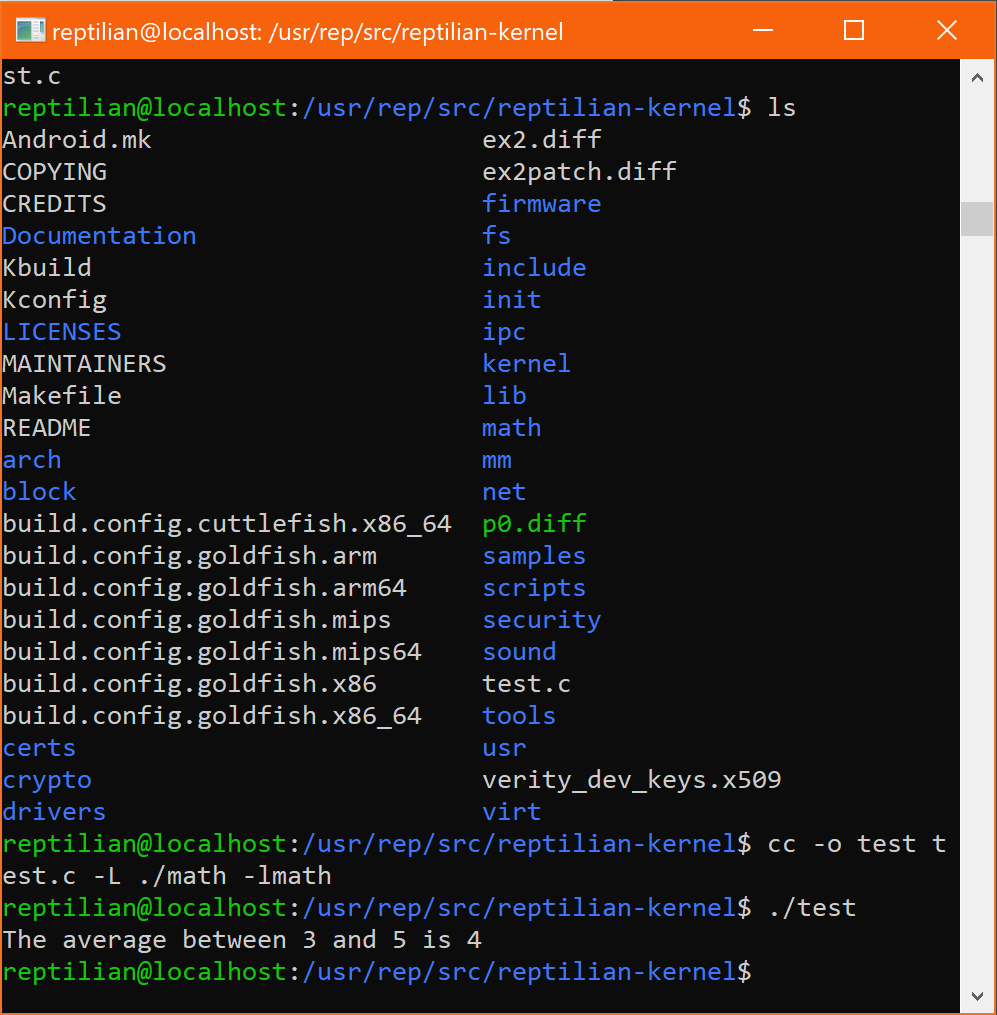 reptilian@localhost: /usr/rep/src/reptilian-kernel
st.c
reptilian@localhost:/usr/rep/src/reptilian-kernel$ ls
Android.mk ex2.diff
COPYING ex2patch.diff
CREDITS firmware
Documentation fs
Kbuild include
Kconfig init
LICENSES ipc
MAINTAINERS kernel
Makefile lib
README math
arch mm
block net
build.config.cuttlefish.x86_64 p0.diff
build.config.goldfish.arm samples
build.config.goldfish.arm64 scripts
build.config.goldfish.mips security
build.config.goldfish.mips64 sound
build.config.goldfish.x86 test.c
build.config.goldfish.x86_64 tools
certs usr
crypto verity_dev_keys.x509
drivers virt
reptilian@localhost:/usr/rep/src/reptilian-kernel$ cc -o test t
est.c -L ./math -lmath
reptilian@localhost:/usr/rep/src/reptilian-kernel$ ./test
The average between 3 and 5 is 4
reptilian@localhost:/usr/rep/src/reptilian-kernel$